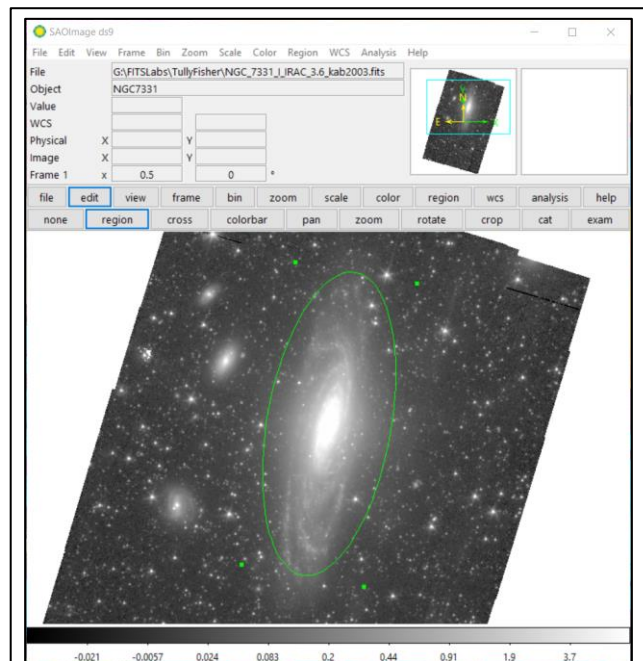 SAOImage ds9
File Edit View Frame Bin Zoom Scale Color Region WCS Analysis Help
File G:\FITSLabs\TullyFisher\NGC_7331_I_IRAC_3.6_kab2003.fits
Object NGC7331
Value
WCS
Physical X Y
Image X Y
Frame 1 x 0.5 0 °
N
E
file edit view frame bin zoom scale color region wcs analysis help
none region cross colorbar pan zoom rotate crop cat exam
-0.021 -0.0057 0.024 0.083 0.2 0.44 0.91 1.9 3.7